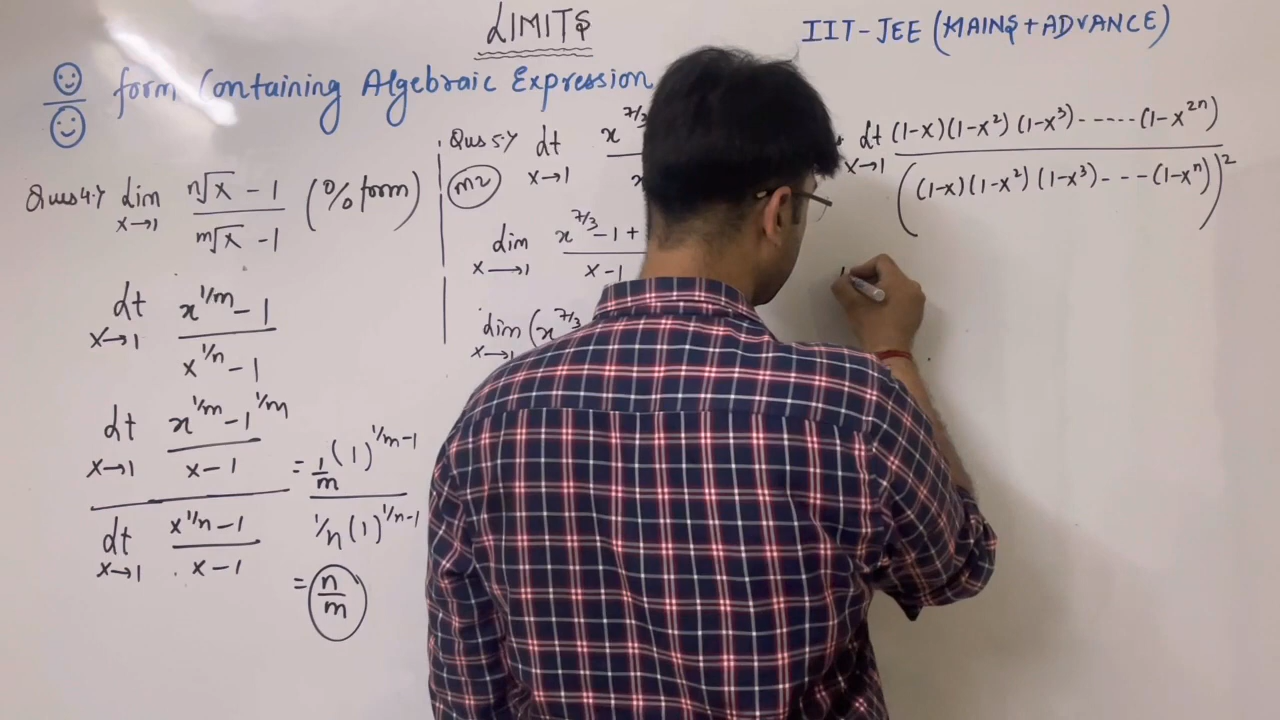 LIMITS
IIT-JEE (MAINS+ADVANCE)
form Containing Algebraic Expression
Ques 4.) lim x→1 (ⁿ√x - 1)/(ᵐ√x - 1) (% form)
lt x→1 (x^1/m - 1)/(x^1/n - 1)
lt x→1 (x^1/m - 1^1/m)/(x - 1)
lt x→1 (x^1/n - 1)/(x - 1)
= 1/m (1)^1/m-1
1/n (1)^1/n-1
= n/m
Ques 5.) lt x→1 x^7/3
M2
lim x→1 x^7/3 - 1 +
x-1
lim x→1 (x^7/3
lt x→1 (1-x)(1-x²)(1-x³)-----(1-x²ⁿ)
((1-x)(1-x²)(1-x³)----(1-xⁿ))²